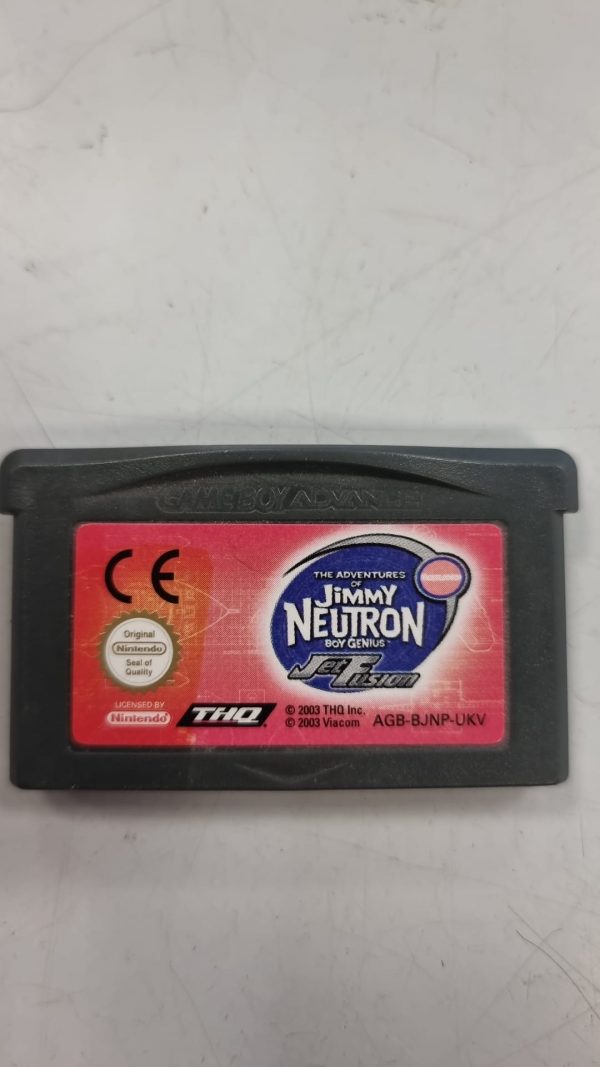 GAME BOY ADVANCE
CE
Original
Nintendo
Seal of
Quality
LICENSED BY
Nintendo
THQ
THE ADVENTURES
OF
JIMMY
NEUTRON
BOY GENIUS
Jet Fusion
© 2003 THQ Inc.
© 2003 Viacom
AGB-BJNP-UKV